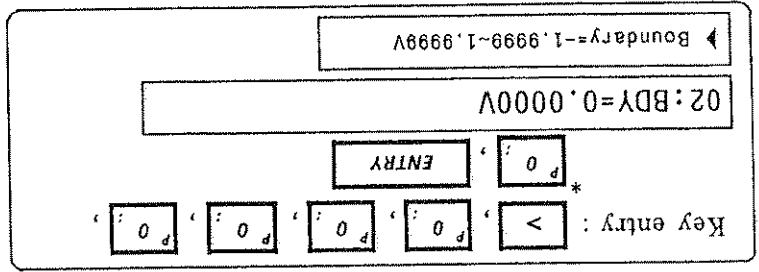 Key entry : > , P 0 ; , P 0 ; , P 0 ; , P 0 ; ,
* P 0 ; , ENTRY
02:BDY=0.0000V
▶ Boundary=-1.9999~1.9999V